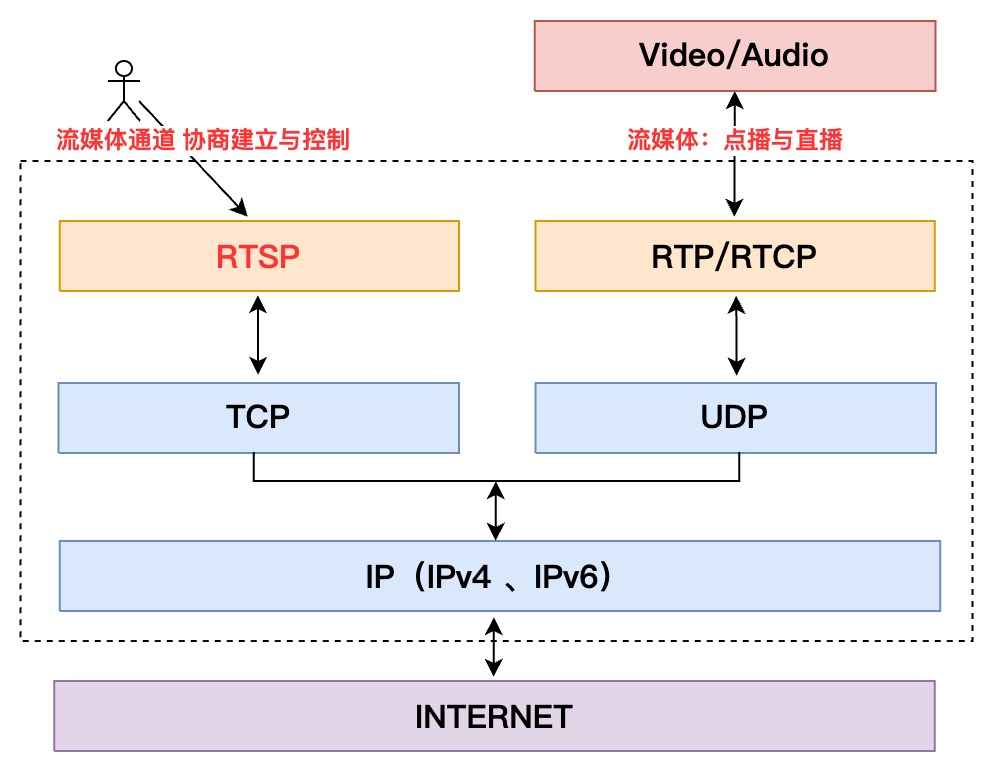 Video/Audio
流媒体通道 协商建立与控制
流媒体：点播与直播
RTSP
RTP/RTCP
TCP
UDP
IP（IPv4 、IPv6）
INTERNET